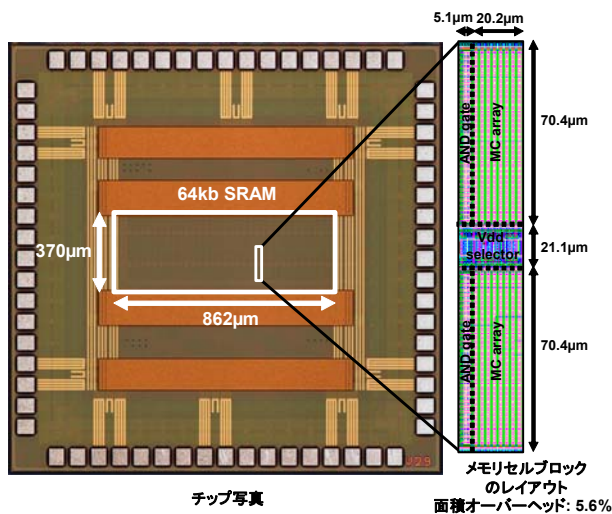 5.1µm 20.2µm
64kb SRAM
370µm
862µm
AND gate
MC array
70.4µm
Vdd
selector
21.1µm
AND gate
MC array
70.4µm
チップ写真
メモリセルブロック
のレイアウト
面積オーバーヘッド: 5.6%